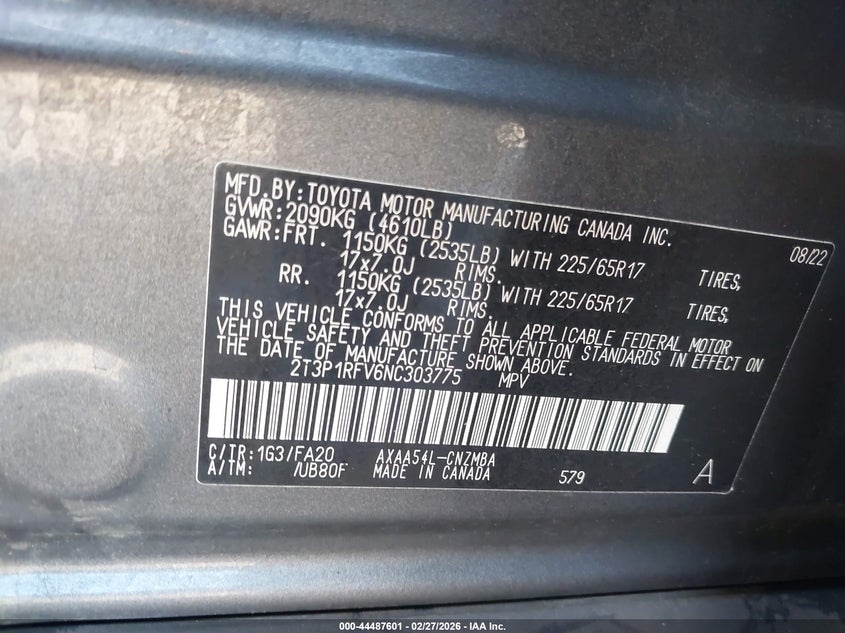 MFD.BY:TOYOTA MOTOR MANUFACTURING CANADA INC.
GVWR:2090KG (4610LB) 08/22
GAWR:FRT. 1150KG (2535LB) WITH 225/65R17 TIRES,
17x7.0J RIMS.
RR. 1150KG (2535LB) WITH 225/65R17 TIRES,
17x7.0J RIMS.
THIS VEHICLE CONFORMS TO ALL APPLICABLE FEDERAL MOTOR
VEHICLE SAFETY AND THEFT PREVENTION STANDARDS IN EFFECT ON
THE DATE OF MANUFACTURE SHOWN ABOVE.
2T3P1RFV6NC303775 MPV
C/TR:1G3/FA20 AXAA54L-CNZMBA
A/TM: /UB80F MADE IN CANADA 579 A
000-44487601 - 02/27/2026 - IAA Inc.